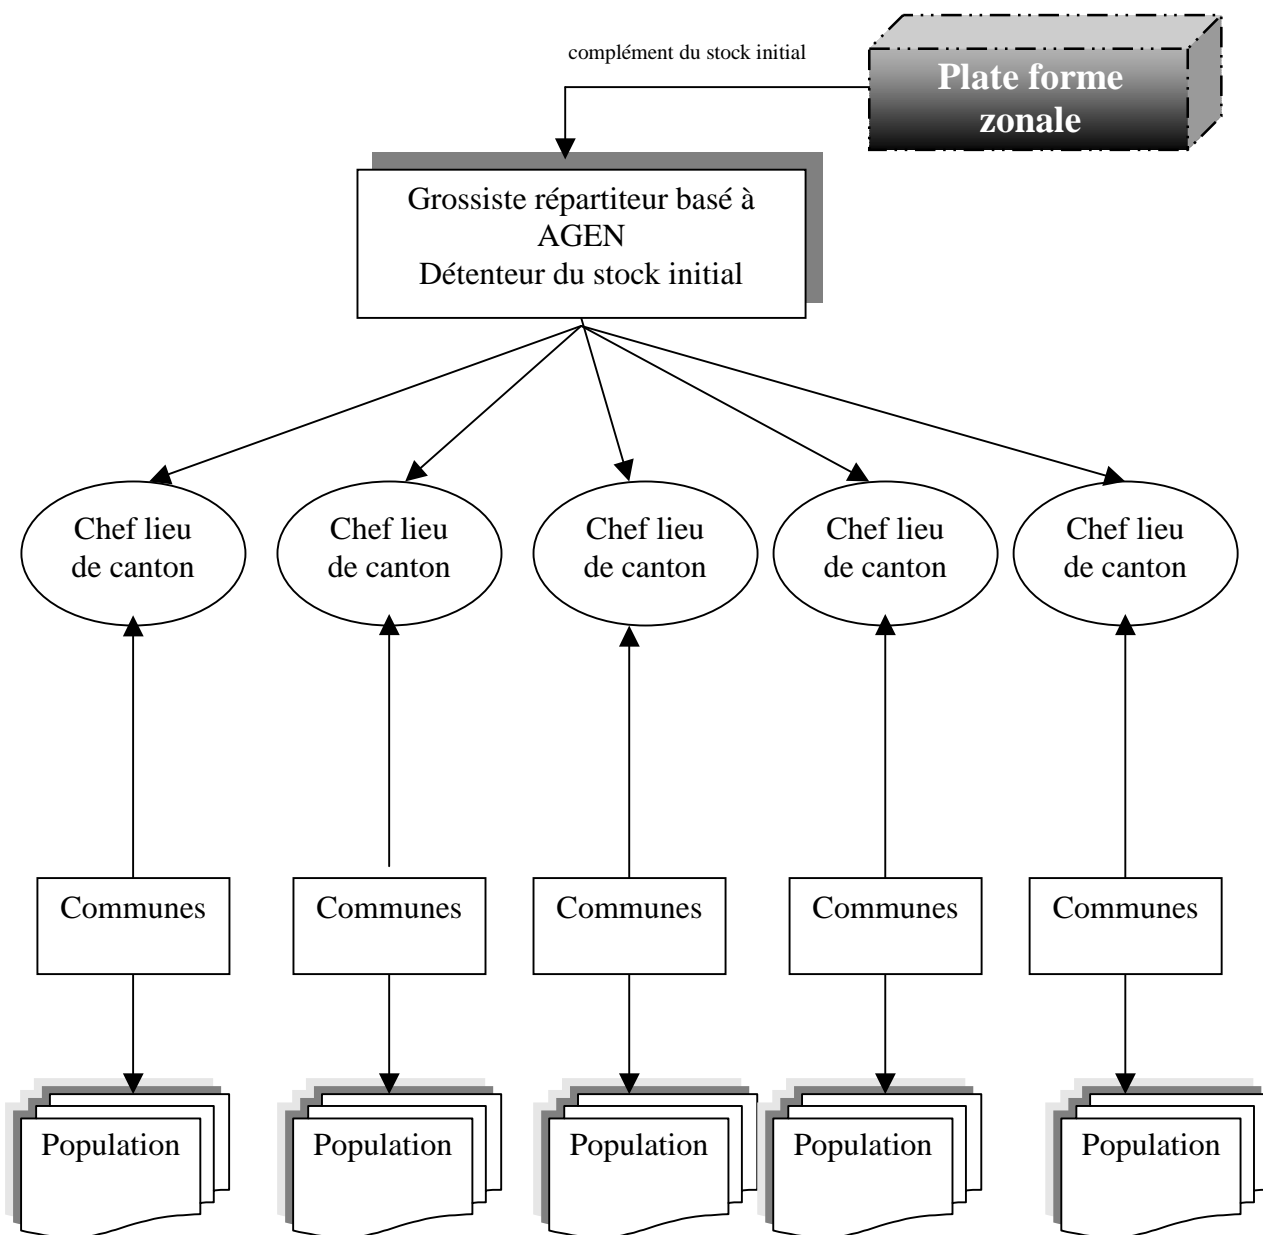 complément du stock initial
Plate forme
zonale
Grossiste répartiteur basé à
AGEN
Détenteur du stock initial
Chef lieu
de canton
Chef lieu
de canton
Chef lieu
de canton
Chef lieu
de canton
Chef lieu
de canton
Communes
Communes
Communes
Communes
Communes
Population
Population
Population
Population
Population